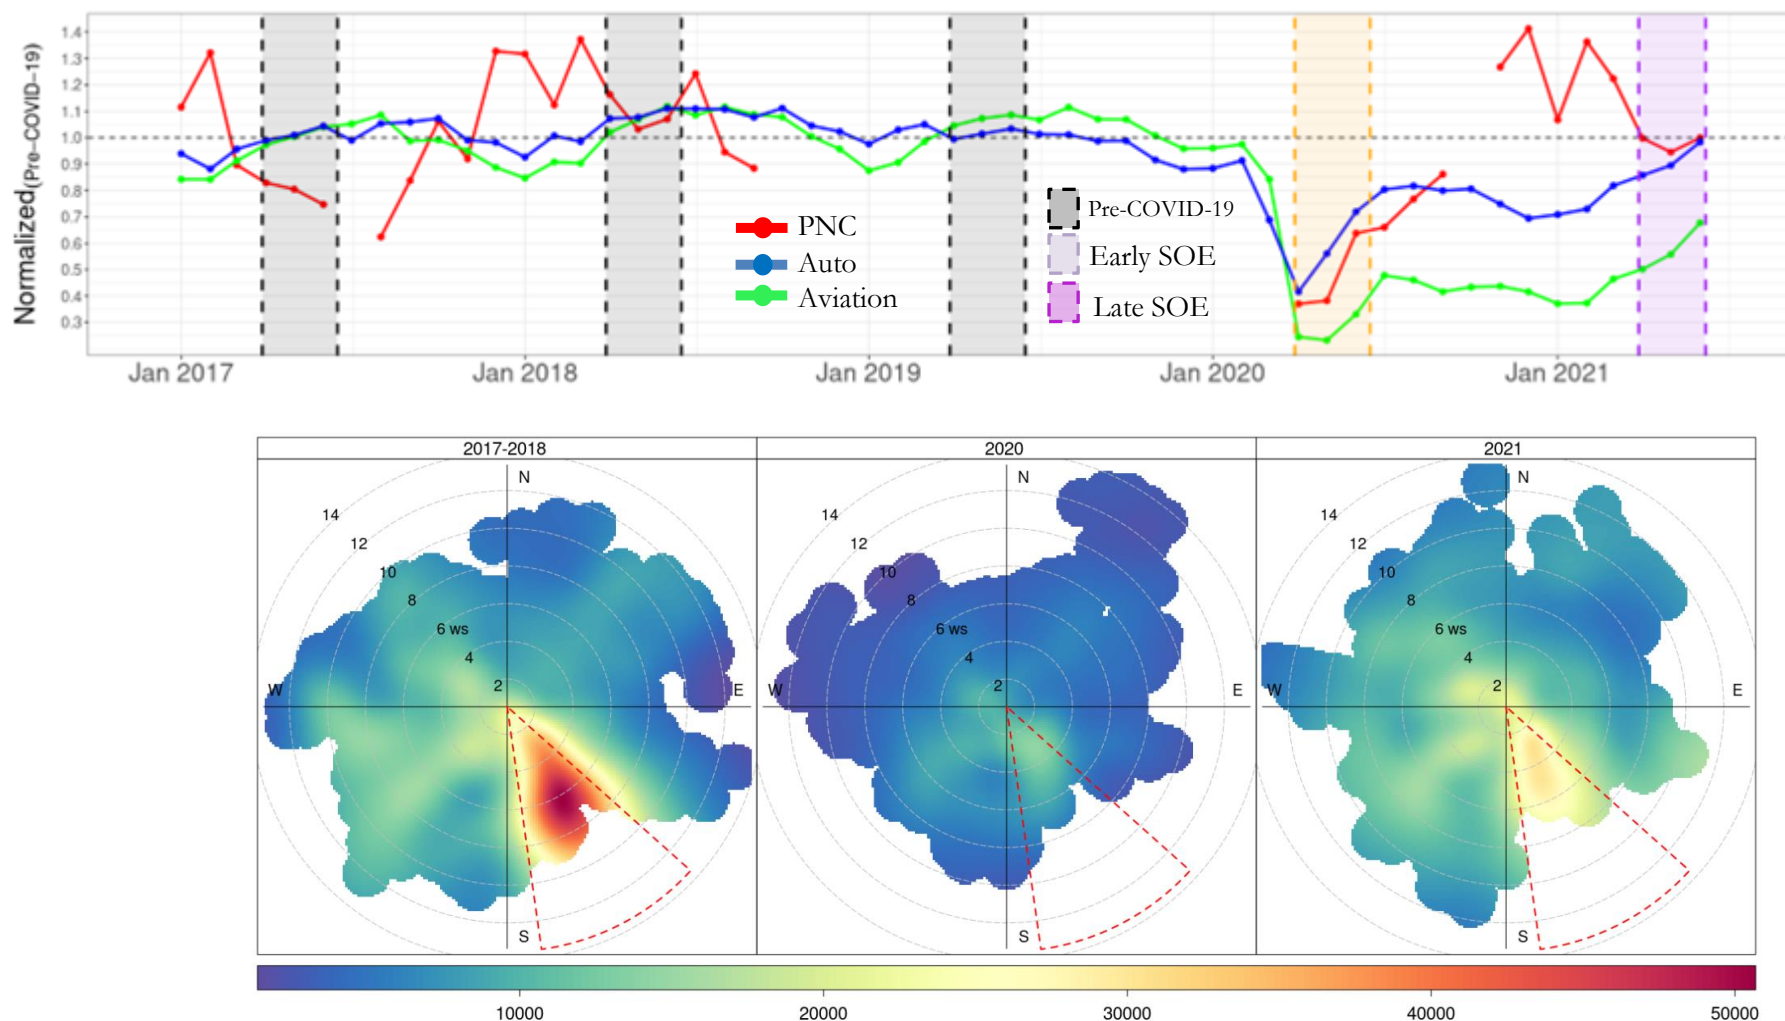 Normalized(Pre-COVID-19)
1.4
1.3
1.2
1.1
1.0
0.9
0.8
0.7
0.6
0.5
0.4
0.3
PNC
Auto
Aviation
Pre-COVID-19
Early SOE
Late SOE
Jan 2017
Jan 2018
Jan 2019
Jan 2020
Jan 2021
2017-2018
N
14
12
10
8
6 ws
4
2
W
E
S
2020
N
14
12
10
8
6 ws
4
2
W
E
S
2021
N
14
12
10
8
6 ws
4
2
W
E
S
10000
20000
30000
40000
50000